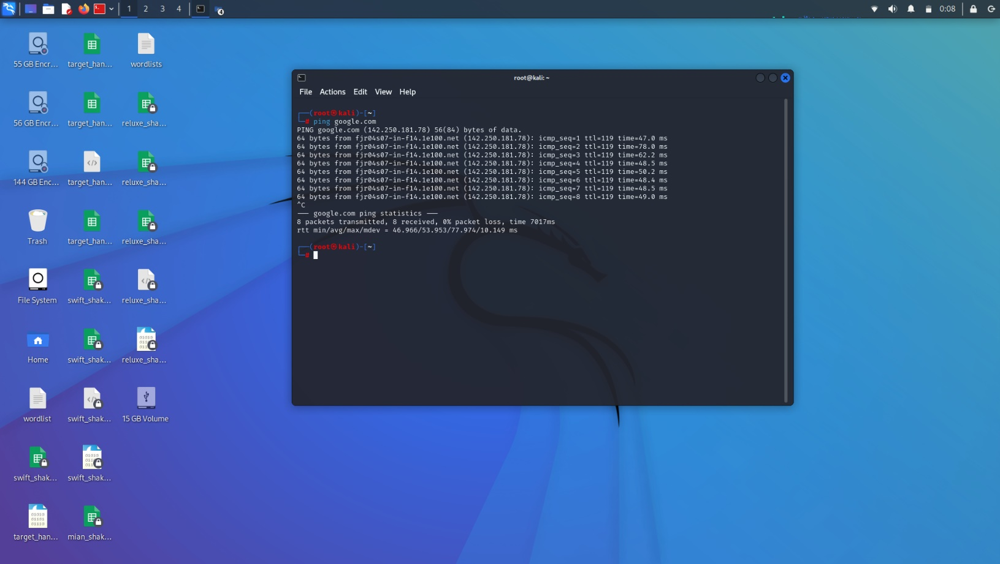 1 2 3 4
4
0:08
55 GB Encr...
target_han...
wordlists
56 GB Encr...
target_han...
reluxe_sha...
144 GB Enc...
target_han...
reluxe_sha...
Trash
target_han...
reluxe_sha...
File System
swift_shak...
reluxe_sha...
Home
swift_shak...
reluxe_sha...
wordlist
swift_shak...
15 GB Volume
swift_shak...
swift_shak...
target_han...
mian_shak...
root@kali: ~
File Actions Edit View Help
┌──(root㉿kali)-[~]
└─# ping google.com
PING google.com (142.250.181.78) 56(84) bytes of data.
64 bytes from fjr04s07-in-f14.1e100.net (142.250.181.78): icmp_seq=1 ttl=119 time=47.0 ms
64 bytes from fjr04s07-in-f14.1e100.net (142.250.181.78): icmp_seq=2 ttl=119 time=78.0 ms
64 bytes from fjr04s07-in-f14.1e100.net (142.250.181.78): icmp_seq=3 ttl=119 time=62.2 ms
64 bytes from fjr04s07-in-f14.1e100.net (142.250.181.78): icmp_seq=4 ttl=119 time=48.5 ms
64 bytes from fjr04s07-in-f14.1e100.net (142.250.181.78): icmp_seq=5 ttl=119 time=50.2 ms
64 bytes from fjr04s07-in-f14.1e100.net (142.250.181.78): icmp_seq=6 ttl=119 time=48.4 ms
64 bytes from fjr04s07-in-f14.1e100.net (142.250.181.78): icmp_seq=7 ttl=119 time=48.5 ms
64 bytes from fjr04s07-in-f14.1e100.net (142.250.181.78): icmp_seq=8 ttl=119 time=49.0 ms
^C
--- google.com ping statistics ---
8 packets transmitted, 8 received, 0% packet loss, time 7017ms
rtt min/avg/max/mdev = 46.966/53.953/77.974/10.149 ms
┌──(root㉿kali)-[~]
└─#